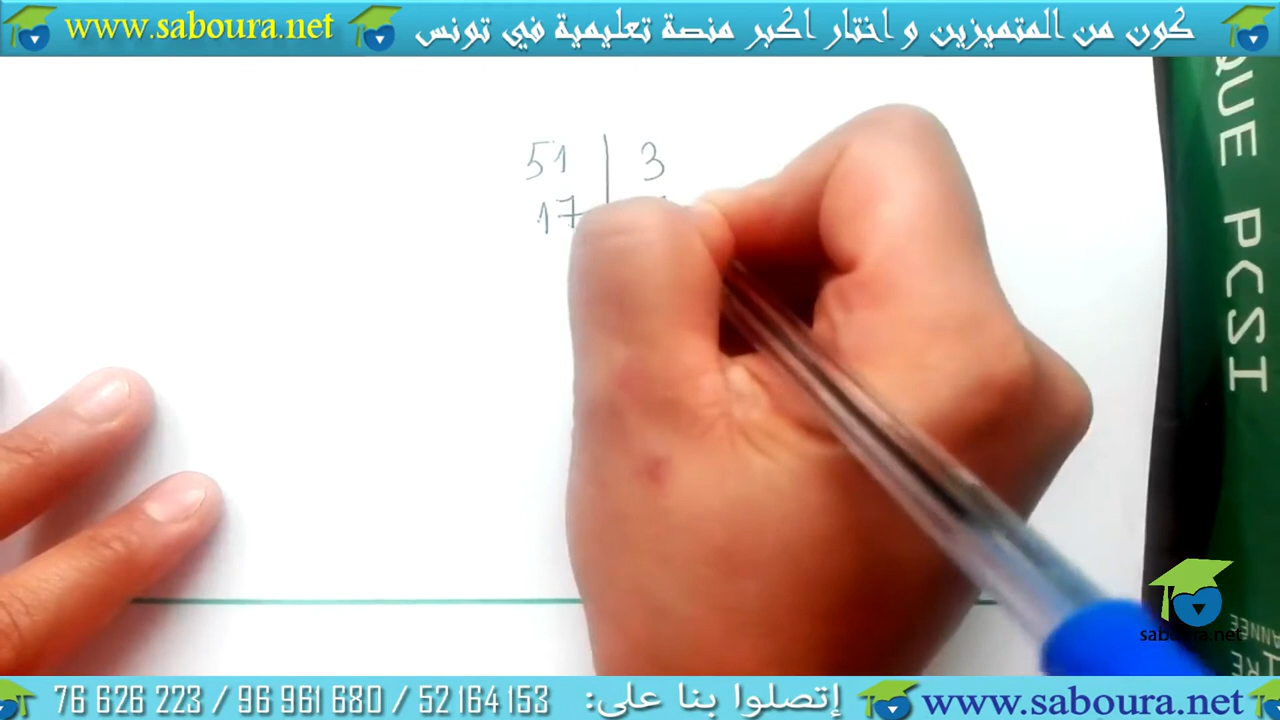 www.saboura.net
كون من المتميزين و اختار اكبر منصة تعليمية في تونس
51 | 3
17
QUE PCSI
saboura.net
ANNEE
76 626 223 / 96 961 680 / 52 164 153 إتصلوا بنا على:
www.saboura.net